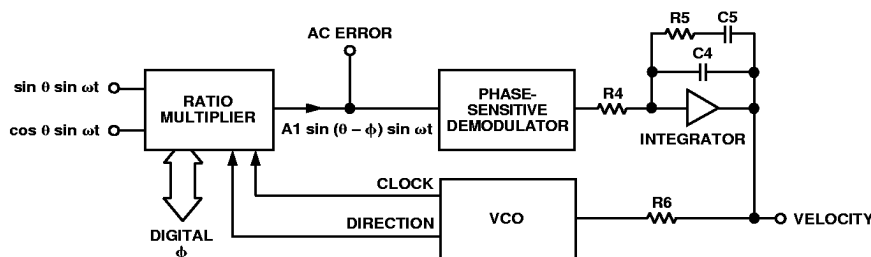 R5
C5
AC ERROR
C4
sin θ sin ωt
RATIO
MULTIPLIER
PHASE-
SENSITIVE
DEMODULATOR
R4
cos θ sin ωt
A1 sin (θ – ϕ) sin ωt
INTEGRATOR
CLOCK
DIRECTION
VCO
R6
VELOCITY
DIGITAL
ϕ